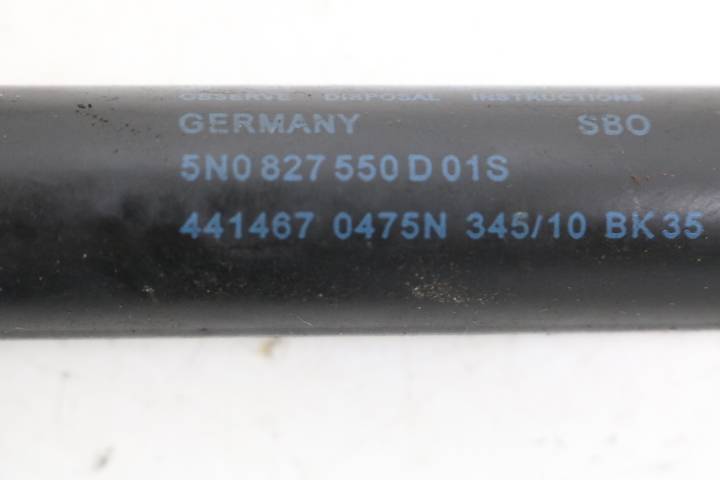 OBSERVE DISPOSAL INSTRUCTIONS
GERMANY SBO
5N0 827 550 D 01S
441467 0475N 345/10 BK35